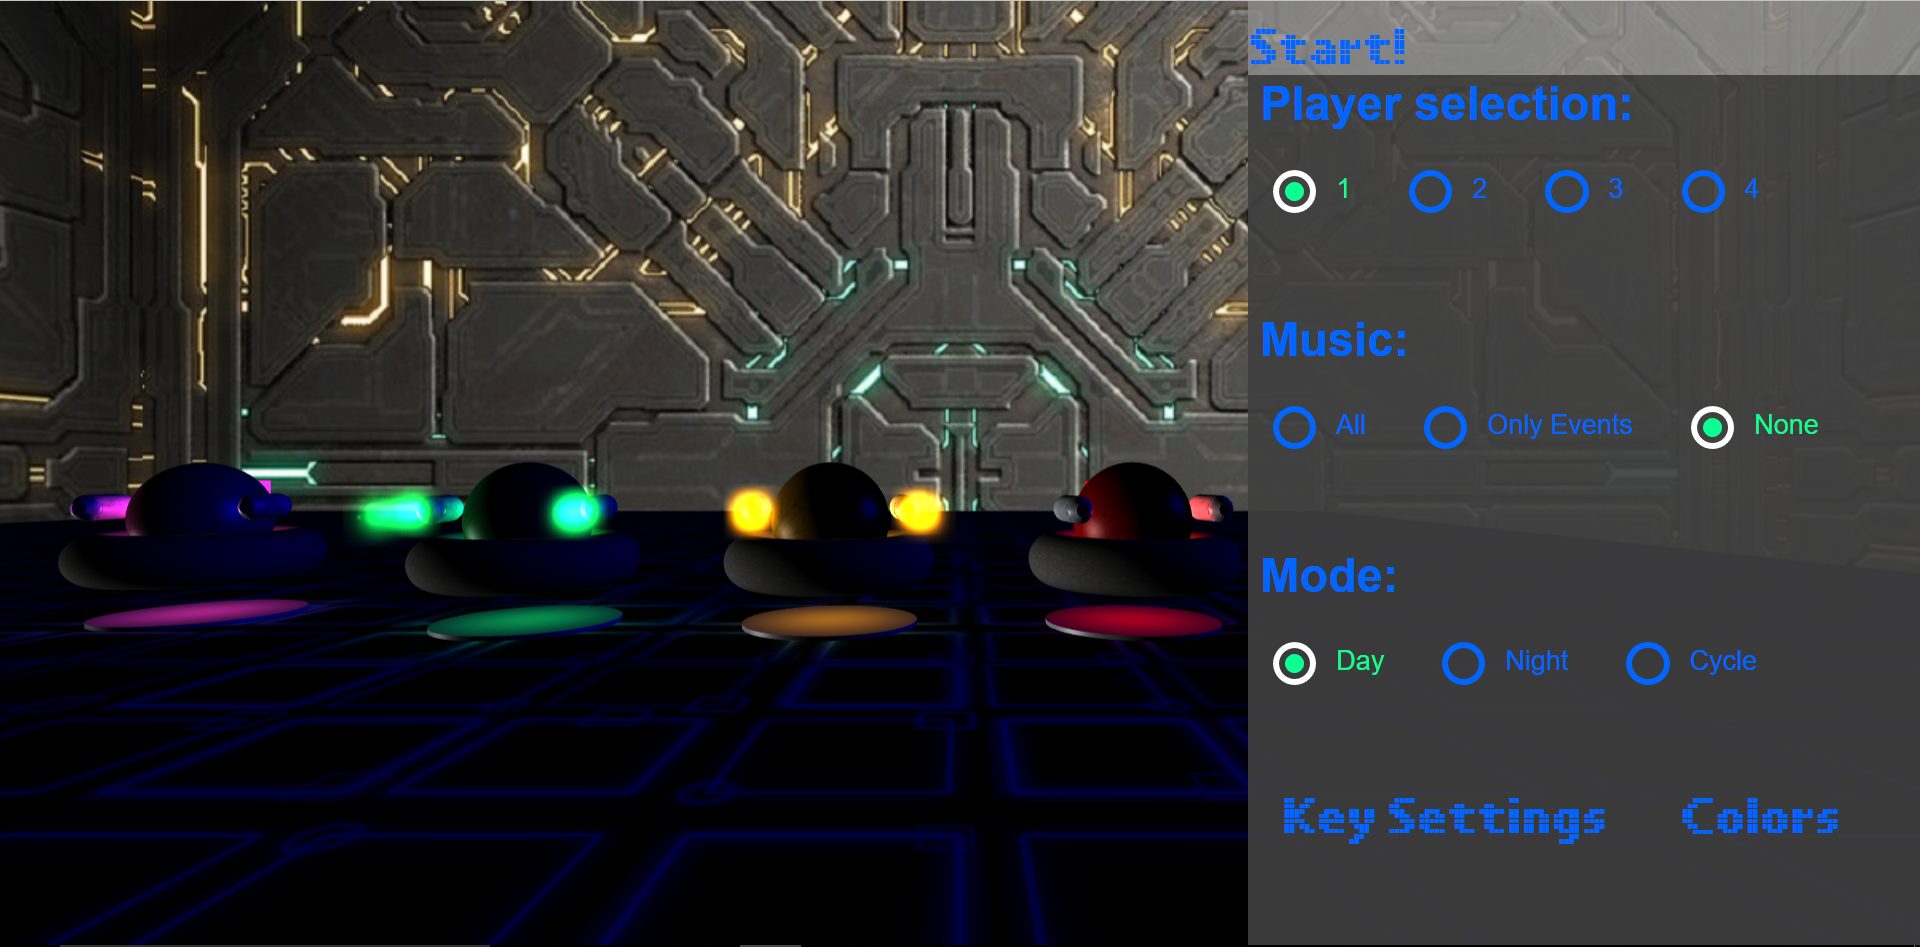 Start!
Player selection:
1 2 3 4
Music:
All Only Events None
Mode:
Day Night Cycle
Key Settings Colors